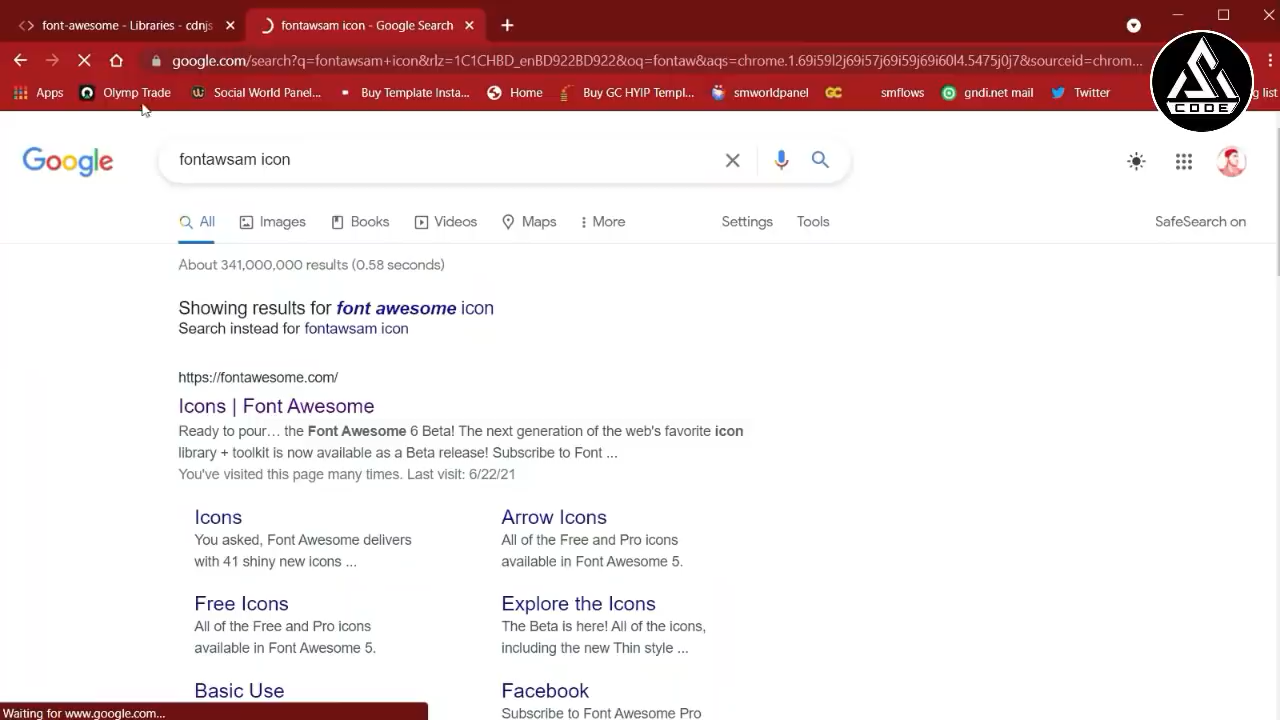 font-awesome - Libraries - cdnjs
fontawsam icon - Google Search
google.com/search?q=fontawsam+icon&rlz=1C1CHBD_enBD922BD922&oq=fontaw&aqs=chrome.1.69i59l2j69i57j69i59j69i60l4.5475j0j7&sourceid=chrom...
Apps
Olymp Trade
Social World Panel...
Buy Template Insta...
Home
Buy GC HYIP Templ...
smworldpanel
GC
smflows
gndi.net mail
Twitter
g list
CODE
Google
fontawsam icon
All
Images
Books
Videos
Maps
More
Settings
Tools
SafeSearch on
About 341,000,000 results (0.58 seconds)
Showing results for font awesome icon
Search instead for fontawsam icon
https://fontawesome.com/
Icons | Font Awesome
Ready to pour… the Font Awesome 6 Beta! The next generation of the web's favorite icon
library + toolkit is now available as a Beta release! Subscribe to Font ...
You've visited this page many times. Last visit: 6/22/21
Icons
You asked, Font Awesome delivers
with 41 shiny new icons ...
Arrow Icons
All of the Free and Pro icons
available in Font Awesome 5.
Free Icons
All of the Free and Pro icons
available in Font Awesome 5.
Explore the Icons
The Beta is here! All of the icons,
including the new Thin style ...
Basic Use
Facebook
Subscribe to Font Awesome Pro
Waiting for www.google.com...